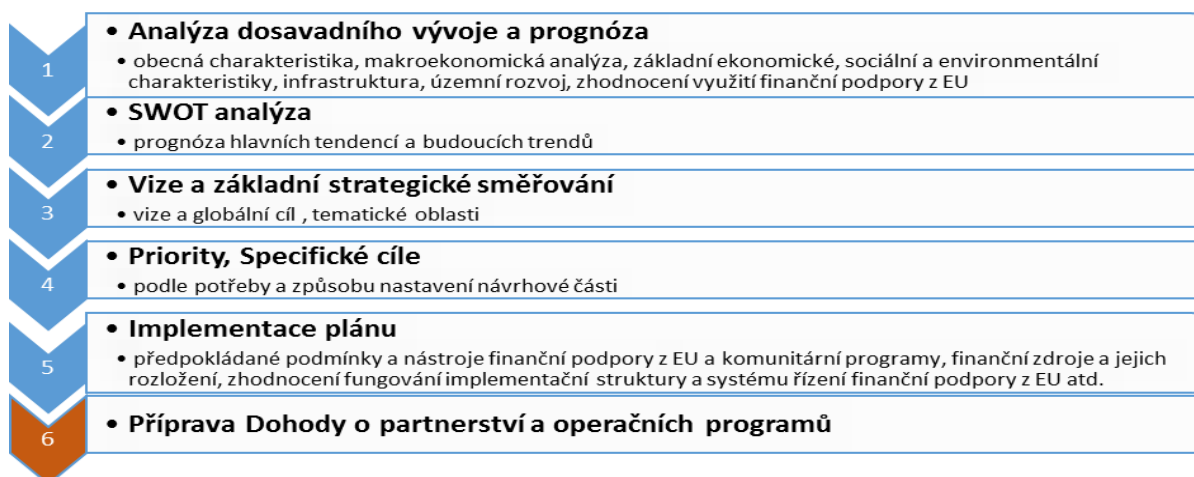 1
• Analýza dosavadního vývoje a prognóza
• obecná charakteristika, makroekonomická analýza, základní ekonomické, sociální a environmentální
charakteristiky, infrastruktura, územní rozvoj, zhodnocení využití finanční podpory z EU
2
• SWOT analýza
• prognóza hlavních tendencí a budoucích trendů
3
• Vize a základní strategické směřování
• vize a globální cíl , tematické oblasti
4
• Priority, Specifické cíle
• podle potřeby a způsobu nastavení návrhové části
5
• Implementace plánu
• předpokládané podmínky a nástroje finanční podpory z EU a komunitární programy, finanční zdroje a jejich
rozložení, zhodnocení fungování implementační struktury a systému řízení finanční podpory z EU atd.
6
• Příprava Dohody o partnerství a operačních programů